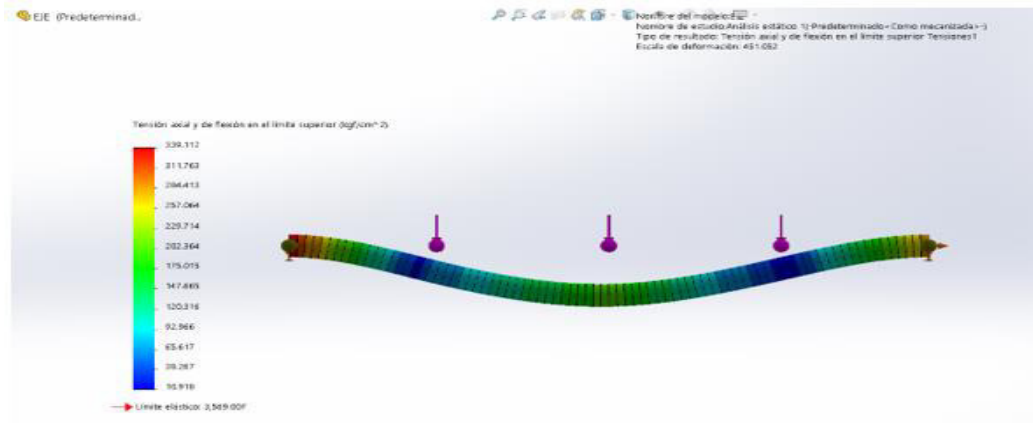 EJE (Predeterminad..
Nombre del modelo:
Nombre de estudio:Análisis estático 1(-Predeterminado<Como mecanizada>-)
Tipo de resultado: Tensión axial y de flexión en el límite superior Tensiones1
Escala de deformación: 451.052
Tensión axial y de flexión en el límite superior (kgf/cm^2)
339.112
311.763
284.413
257.064
229.714
202.364
175.015
147.665
120.316
92.966
65.617
38.267
10.918
Límite elástico: 3,569.007